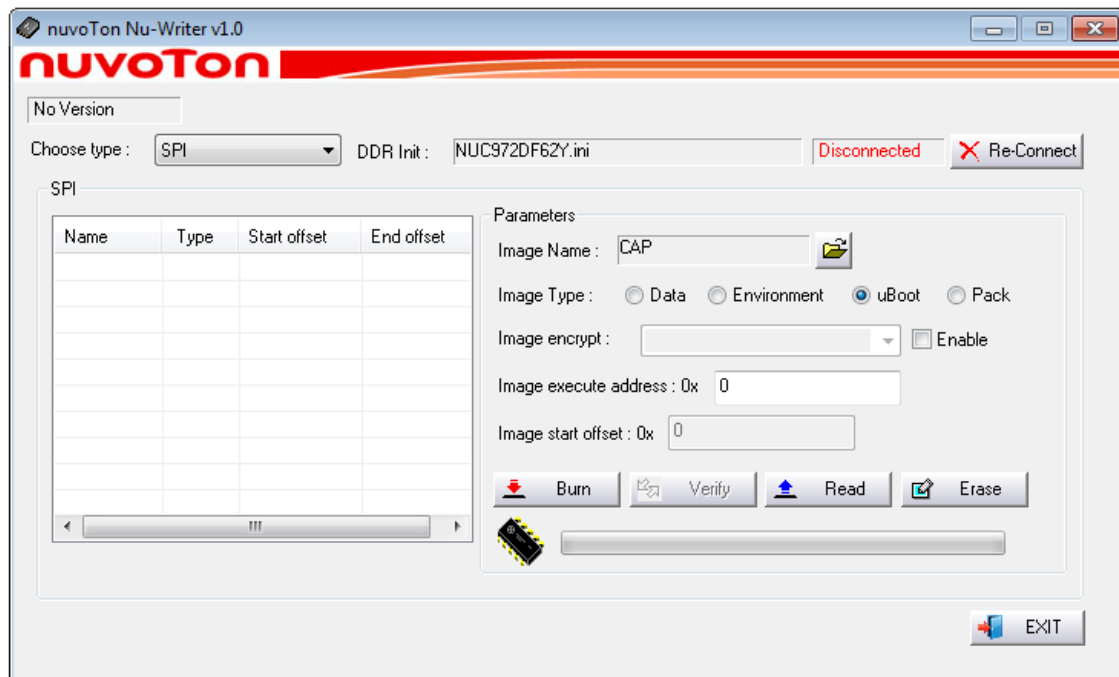 nuvoTon Nu-Writer v1.0
nuvoTon
No Version
Choose type : SPI DDR Init : NUC972DF62Y.ini Disconnected Re-Connect
SPI
Name Type Start offset End offset
Parameters
Image Name : CAP
Image Type : Data Environment uBoot Pack
Image encrypt : Enable
Image execute address : 0x 0
Image start offset : 0x 0
Burn Verify Read Erase
EXIT